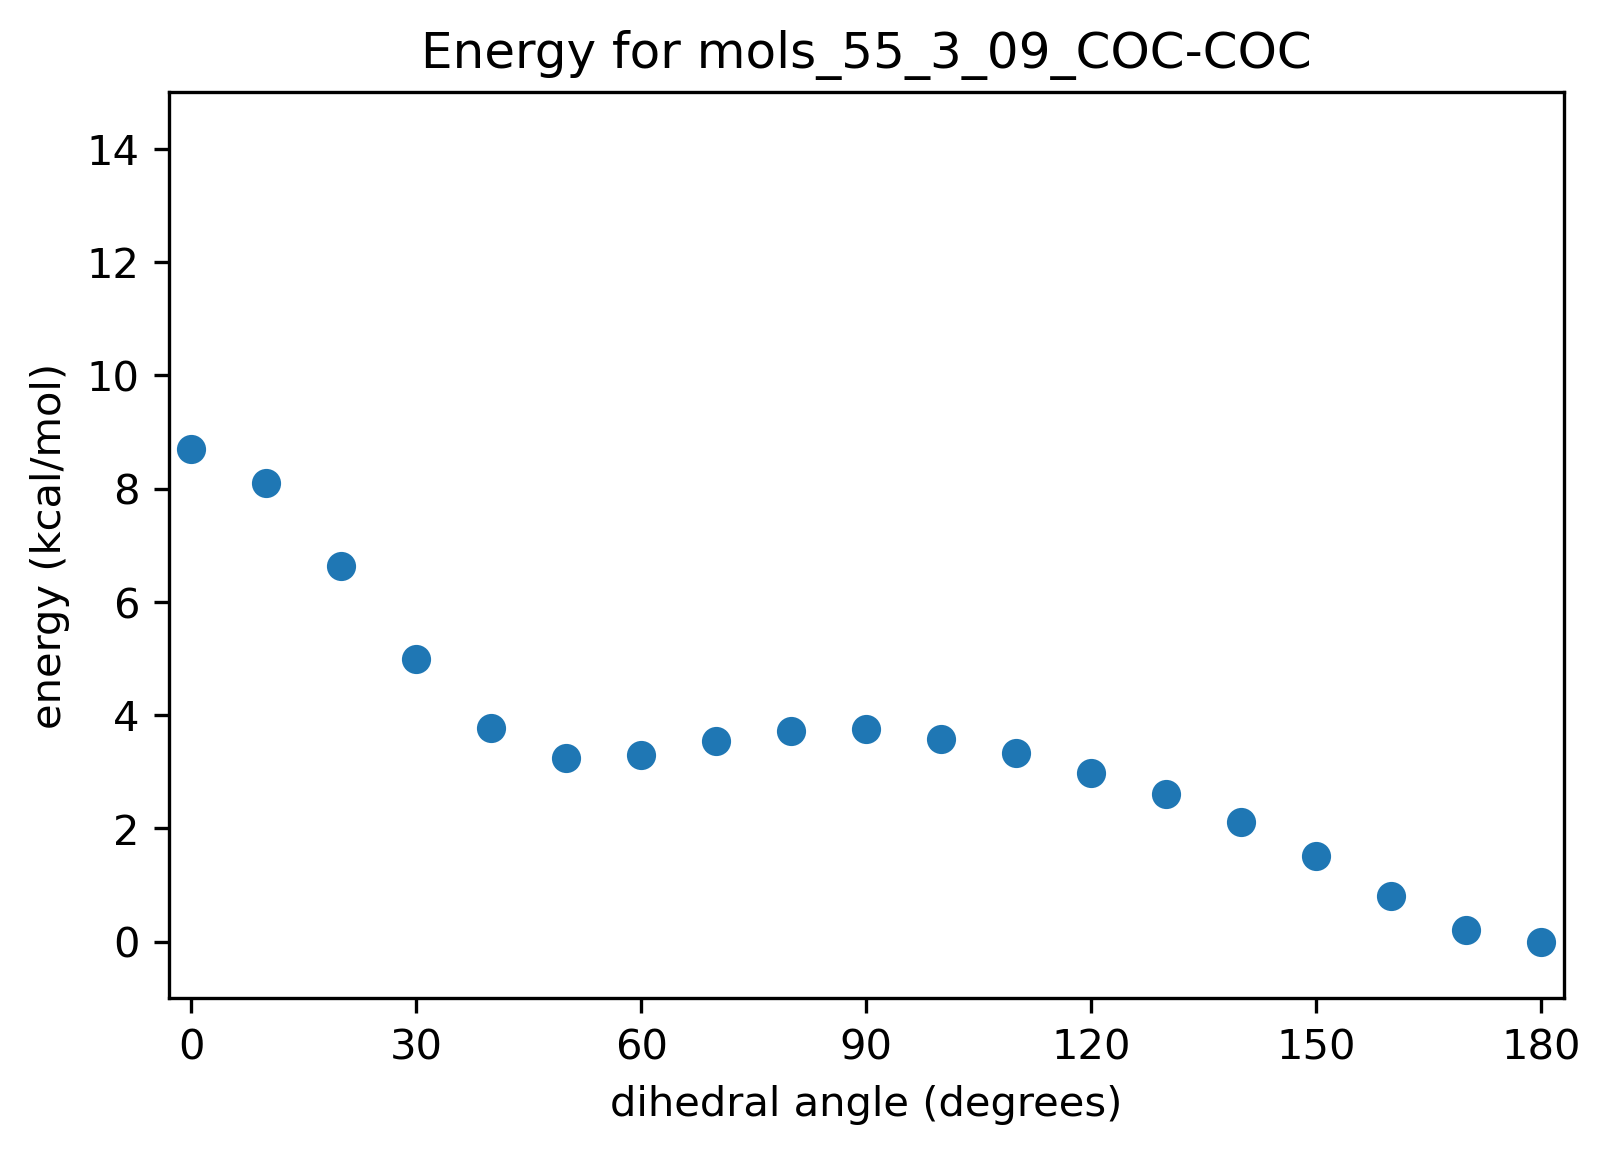 Energy for mols_55_3_09_COC-COC
energy (kcal/mol)
14
12
10
8
6
4
2
0
0 30 60 90 120 150 180
dihedral angle (degrees)